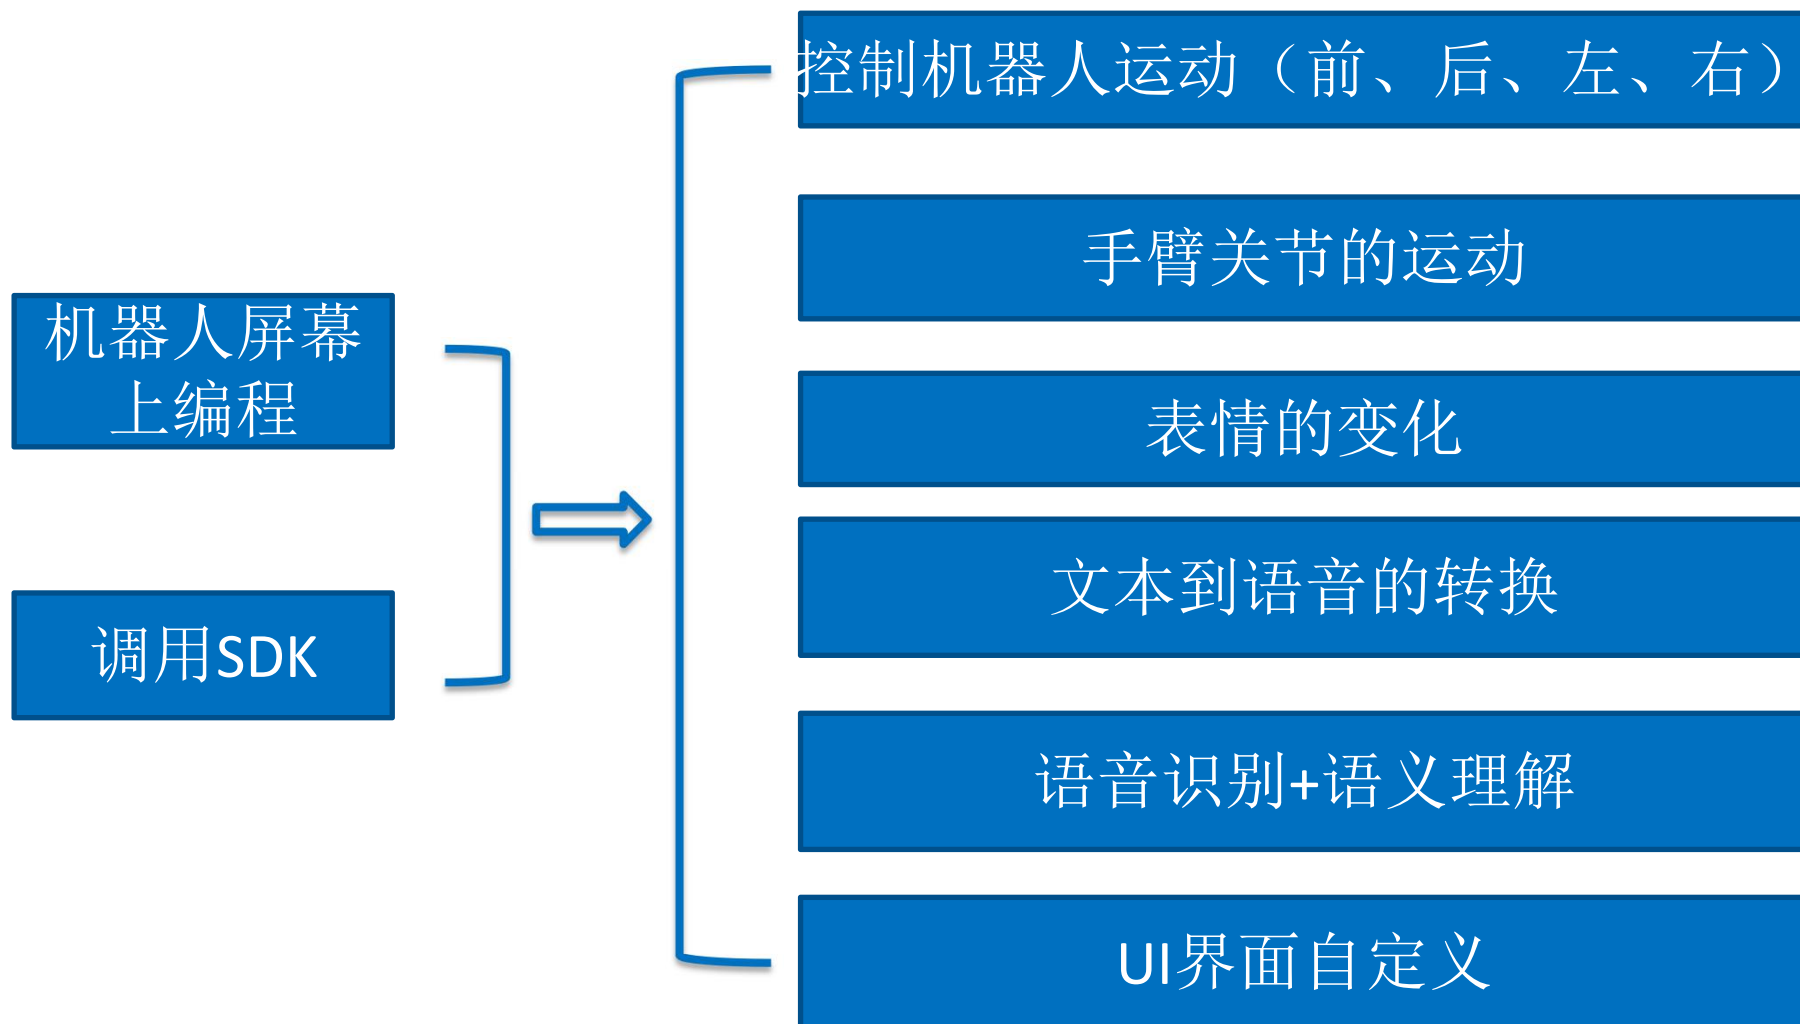 机器人屏幕
上编程
调用SDK
控制机器人运动（前、后、左、右）
手臂关节的运动
表情的变化
文本到语音的转换
语音识别+语义理解
UI界面自定义